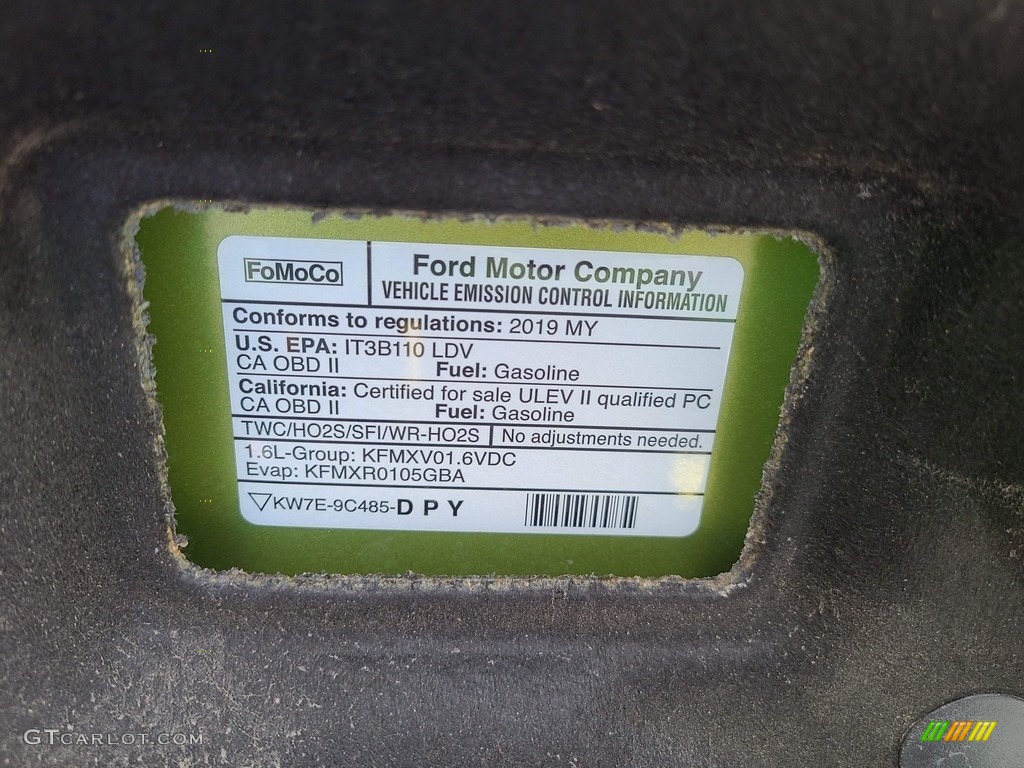 FoMoCo
Ford Motor Company
VEHICLE EMISSION CONTROL INFORMATION
Conforms to regulations: 2019 MY
U.S. EPA: IT3B110 LDV
CA OBD II Fuel: Gasoline
California: Certified for sale ULEV II qualified PC
CA OBD II Fuel: Gasoline
TWC/HO2S/SFI/WR-HO2S No adjustments needed.
1.6L-Group: KFMXV01.6VDC
Evap: KFMXR0105GBA
KW7E-9C485-D P Y
GTCARLOT.COM